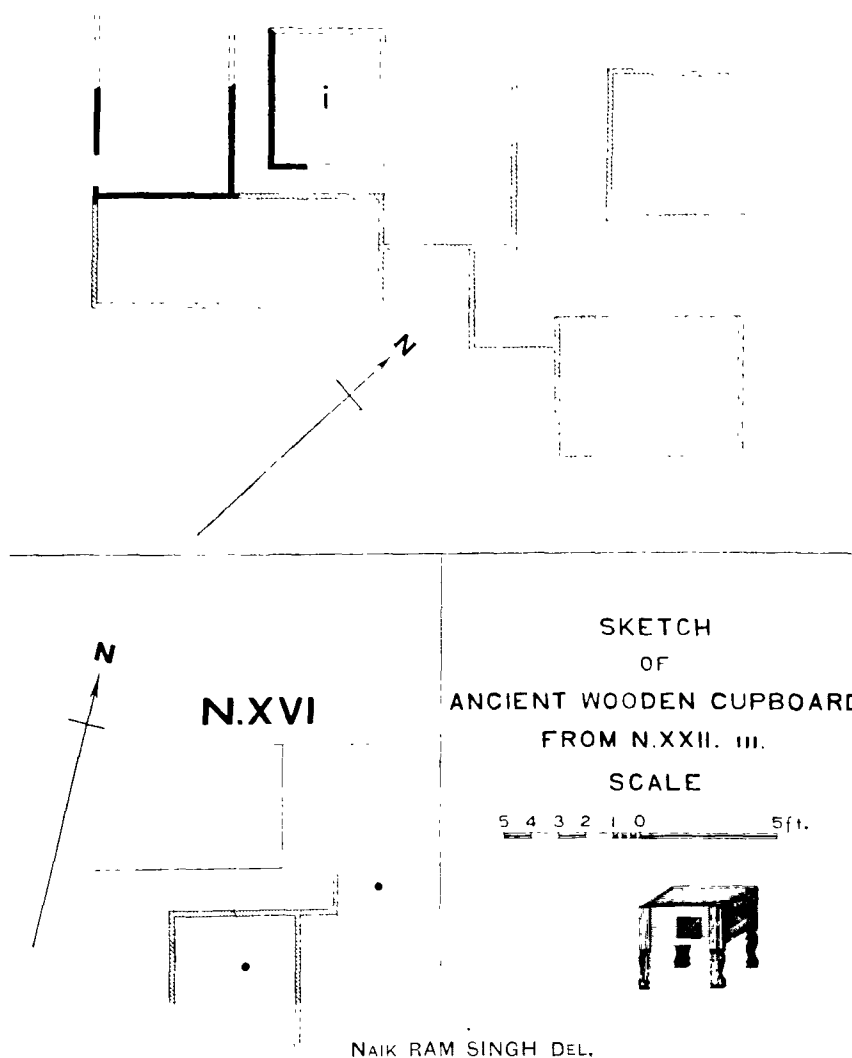 i
N
N
N.XVI
SKETCH
OF
ANCIENT WOODEN CUPBOARD
FROM N.XXII. III.
SCALE
5 4 3 2 1 0 5ft.
NAIK RAM SINGH DEL.